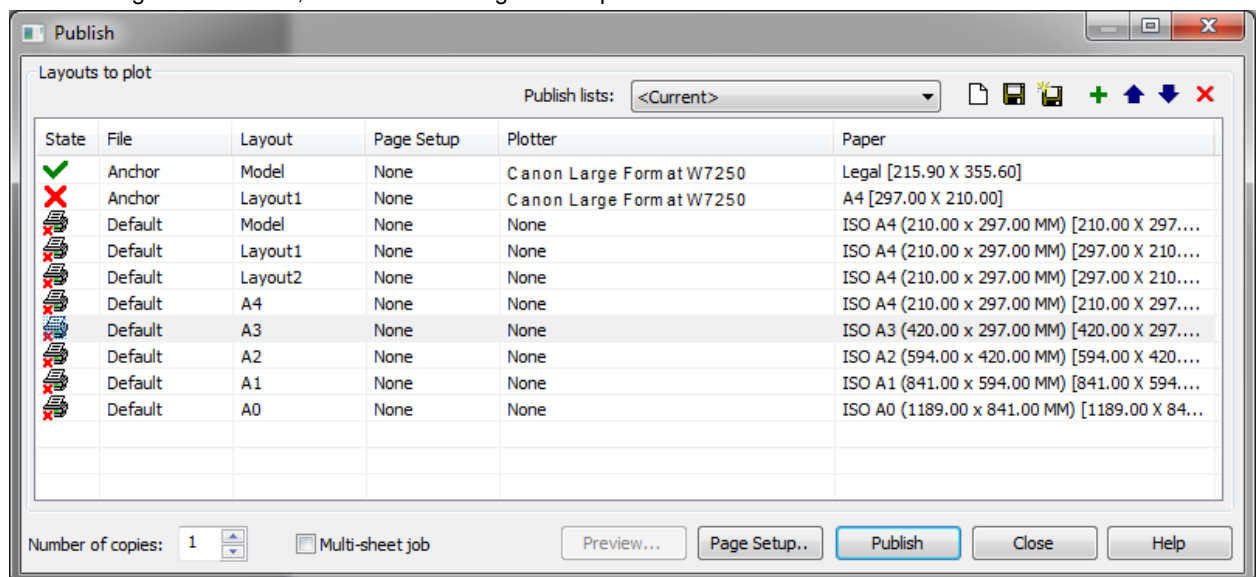 Publish
Layouts to plot
Publish lists: <Current>
State File Layout Page Setup Plotter Paper
Anchor Model None Canon Large Format W7250 Legal [215.90 X 355.60]
Anchor Layout1 None Canon Large Format W7250 A4 [297.00 X 210.00]
Default Model None None ISO A4 (210.00 x 297.00 MM) [210.00 X 297....
Default Layout1 None None ISO A4 (210.00 x 297.00 MM) [297.00 X 210....
Default Layout2 None None ISO A4 (210.00 x 297.00 MM) [297.00 X 210....
Default A4 None None ISO A4 (210.00 x 297.00 MM) [210.00 X 297....
Default A3 None None ISO A3 (420.00 x 297.00 MM) [420.00 X 297....
Default A2 None None ISO A2 (594.00 x 420.00 MM) [594.00 X 420....
Default A1 None None ISO A1 (841.00 x 594.00 MM) [841.00 X 594....
Default A0 None None ISO A0 (1189.00 x 841.00 MM) [1189.00 X 84...
Number of copies: 1 Multi-sheet job Preview... Page Setup.. Publish Close Help